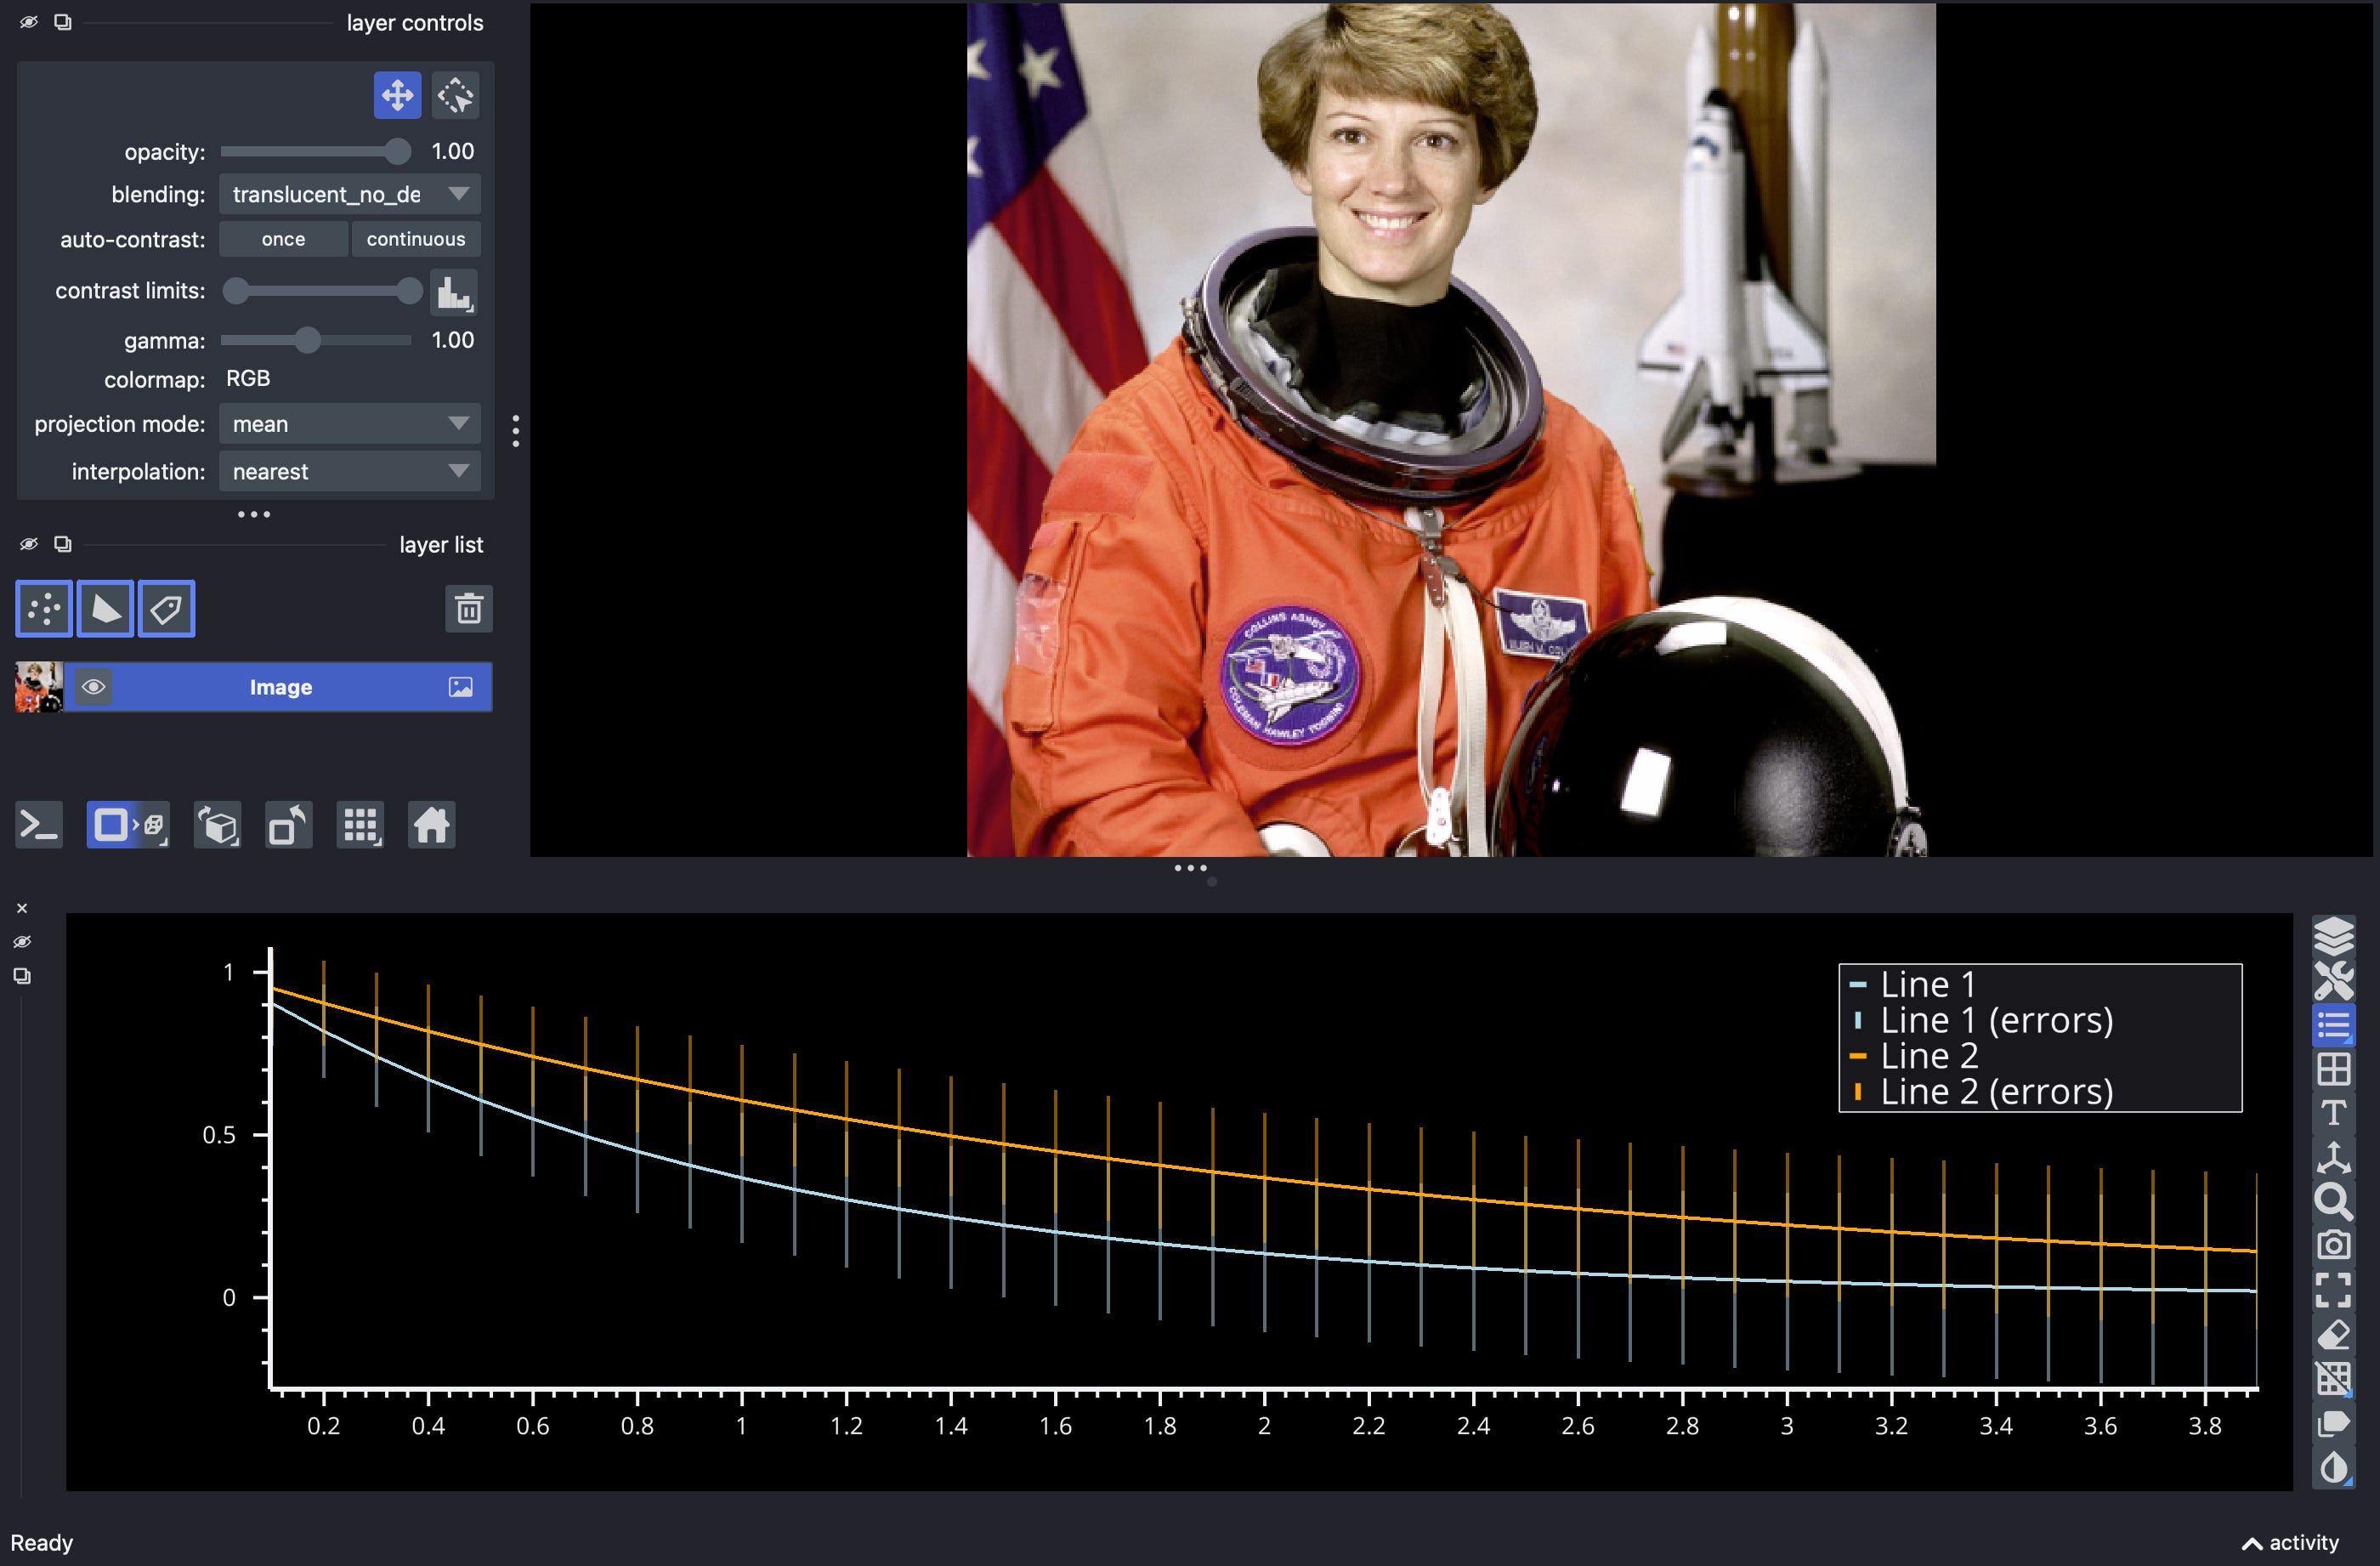 layer controls
opacity: 1.00
blending: translucent_no_de
auto-contrast: once continuous
contrast limits:
gamma: 1.00
colormap: RGB
projection mode: mean
interpolation: nearest
layer list
Image
COLLINS
COLEMAN HAWLEY
USA
1
0.5
0
Line 1
Line 1 (errors)
Line 2
Line 2 (errors)
0.2 0.4 0.6 0.8 1 1.2 1.4 1.6 1.8 2 2.2 2.4 2.6 2.8 3 3.2 3.4 3.6 3.8
Ready
activity